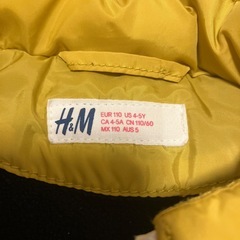 H&M
EUR 110 US 4-5Y
CA 4-5A CN 110/60
MX 110 AUS 5